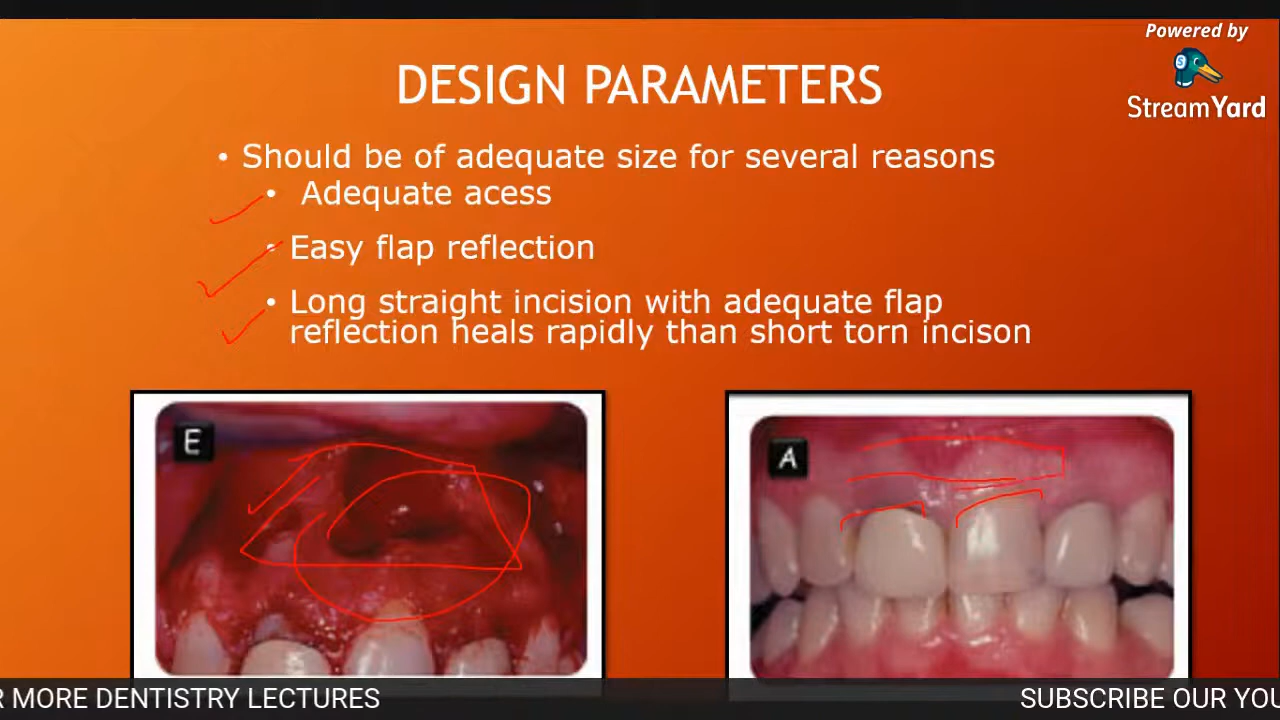 Powered by
StreamYard
DESIGN PARAMETERS
• Should be of adequate size for several reasons
• Adequate acess
• Easy flap reflection
• Long straight incision with adequate flap
reflection heals rapidly than short torn incison
E
A
R MORE DENTISTRY LECTURES
SUBSCRIBE OUR YOU